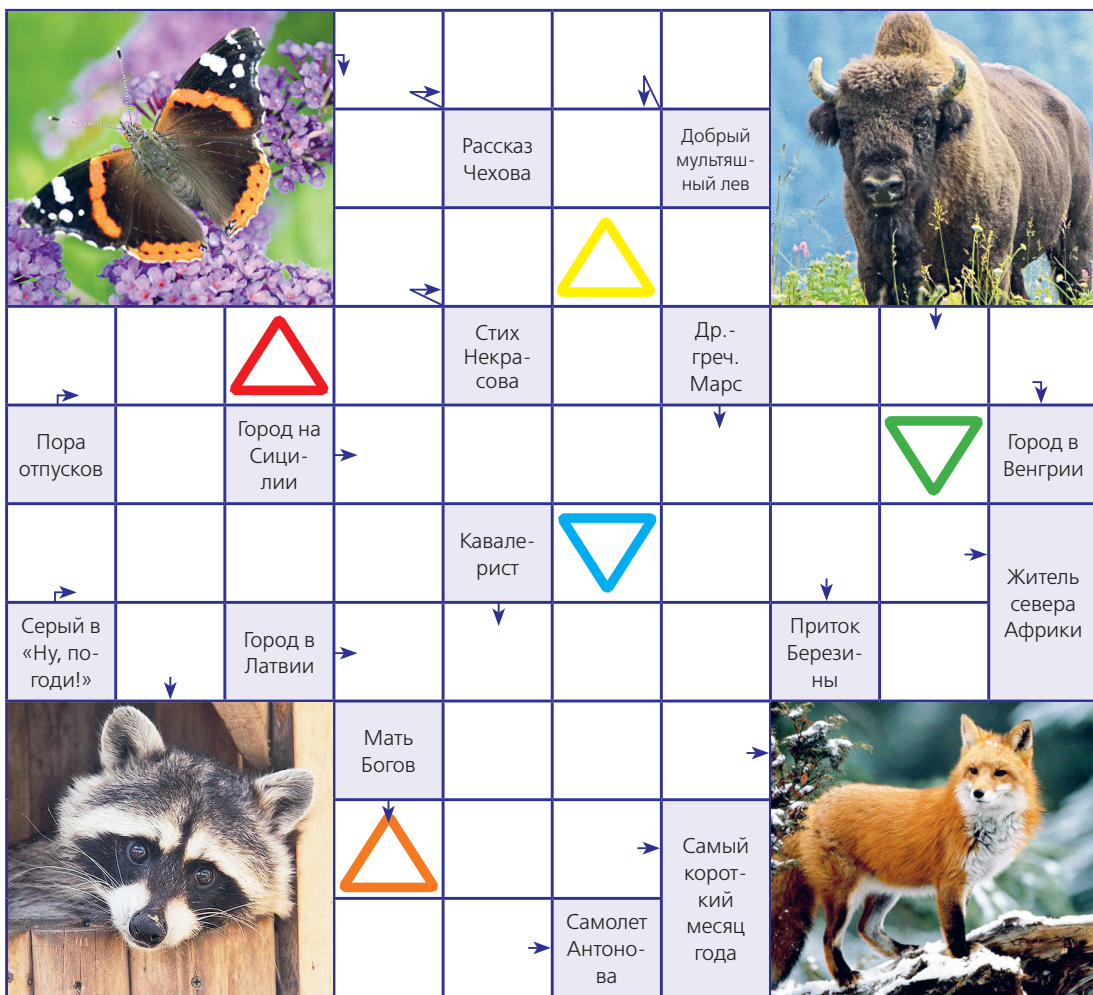 Рассказ
Чехова
Добрый
мультяш-
ный лев
Стих
Некра-
сова
Др.-
греч.
Марс
Пора
отпусков
Город на
Сици-
лии
Город в
Венгрии
Кавале-
рист
Житель
севера
Африки
Серый в
«Ну, по-
годи!»
Город в
Латвии
Приток
Берези-
ны
Мать
Богов
Самый
корот-
кий
месяц
года
Самолет
Антоно-
ва